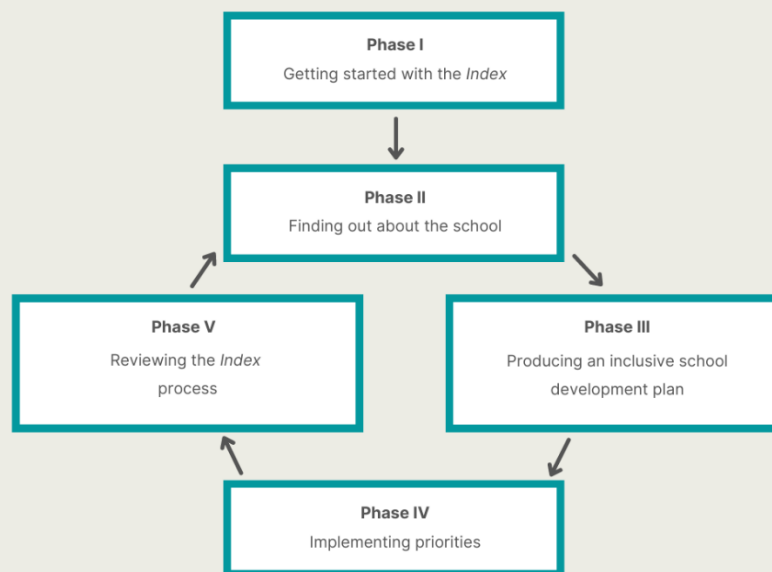 Phase I
Getting started with the Index
Phase II
Finding out about the school
Phase V
Reviewing the Index
process
Phase III
Producing an inclusive school
development plan
Phase IV
Implementing priorities